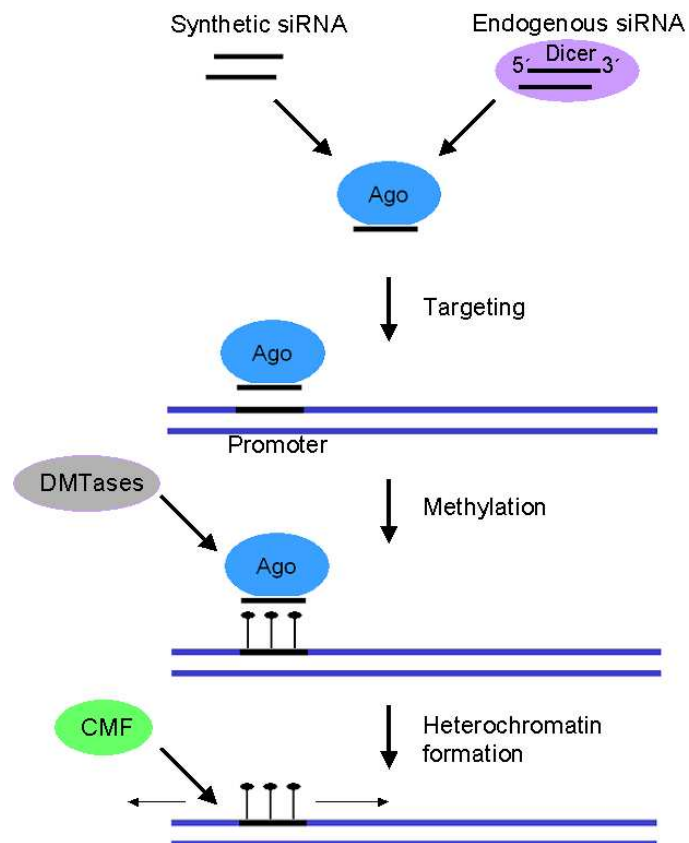 Synthetic siRNA
Endogenous siRNA
5´ Dicer 3´
Ago
Targeting
Ago
Promoter
DMTases
Methylation
Ago
CMF
Heterochromatin
formation